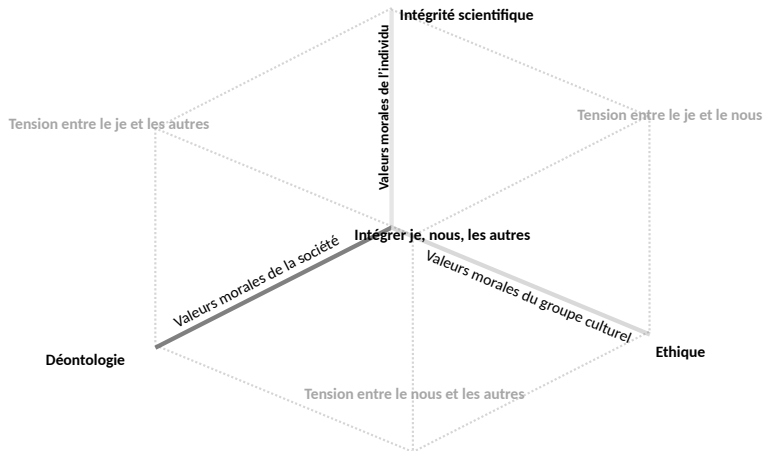 Intégrité scientifique
Valeurs morales de l'individu
Tension entre le je et les autres
Tension entre le je et le nous
Intégrer je, nous, les autres
Valeurs morales de la société
Valeurs morales du groupe culturel
Déontologie
Ethique
Tension entre le nous et les autres